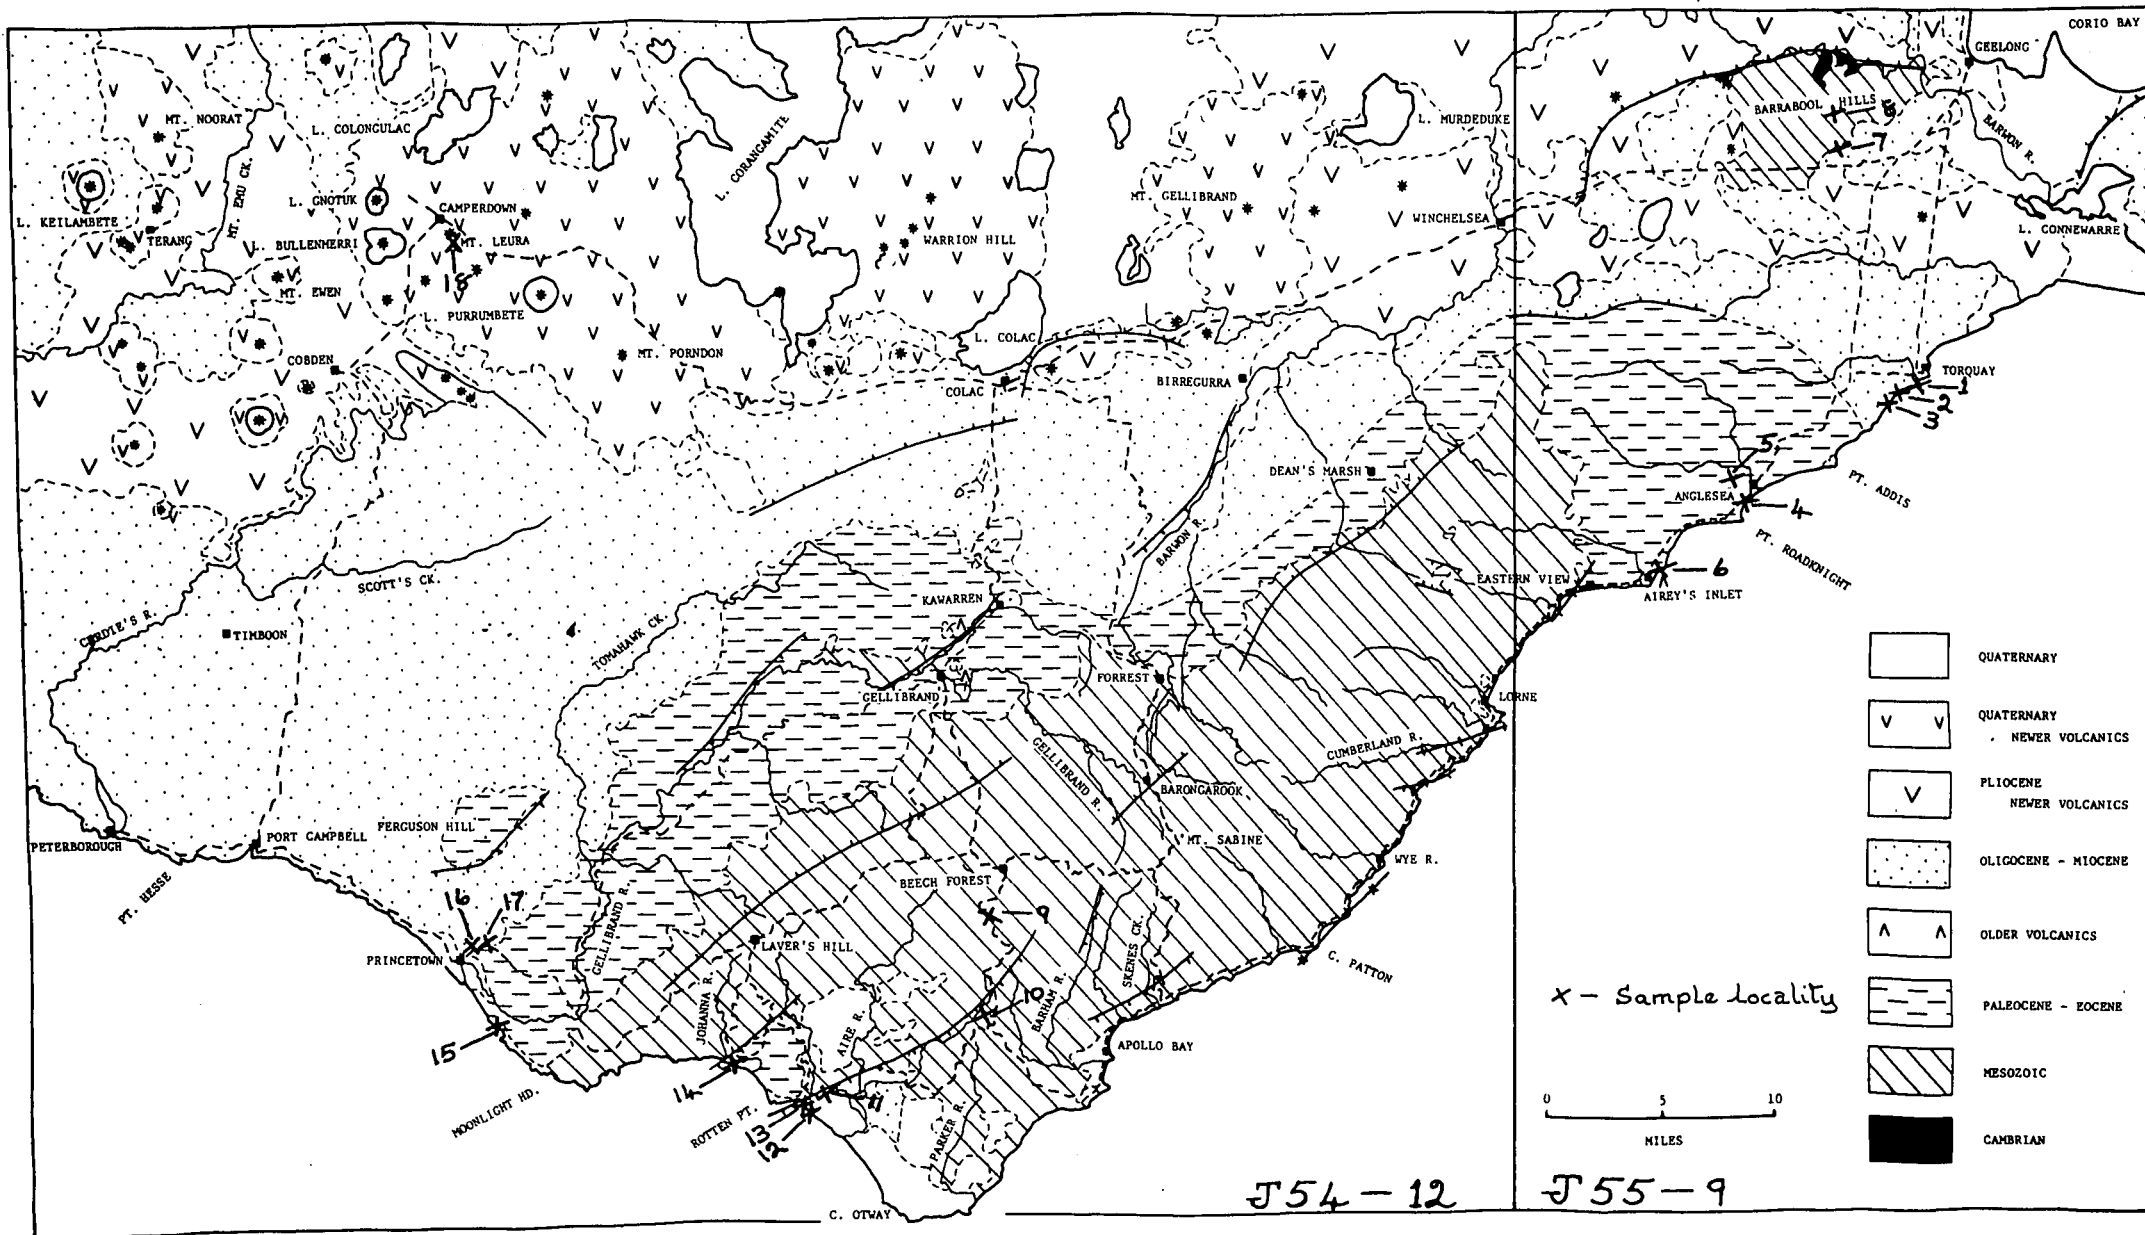 CORIO BAY
GEELONG
MT. NOORAT
L. COLONGULAC
L. CORANGAMITE
L. MURDEDUKE
BARRABOOL HILLS
8
7
BARWON R.
MT. EMU CK.
L. GNOTUK
CAMPERDOWN
MT. GELLIBRAND
WINCHELSEA
L. KEILAMBETE
TERANG
L. BULLENMERRI
MT. LEURA
WARRION HILL
L. CONNEWARRE
18
MT. EWEN
L. PURRUMBETE
COBDEN
MT. PORNDON
L. COLAC
COLAC
BIRREGURRA
TORQUAY
1
2
3
DEAN'S MARSH
5
ANGLESEA
4
PT. ADDIS
PT. ROADKNIGHT
BARWON R.
SCOTT'S CK.
EASTERN VIEW
6
AIREY'S INLET
KAWARREN
TOMAHAWK CK.
TIMBOON
GELLIBRAND
FORREST
LORNE
GELLIBRAND R.
CUMBERLAND R.
BARONGAROOK
FERGUSON HILL
PORT CAMPBELL
PETERBOROUGH
PT. HESSE
MT. SABINE
WYE R.
BEECH FOREST
9
16
17
GELLIBRAND R.
LAVER'S HILL
PRINCETOWN
SKENES CK.
C. PATTON
JOHANNA R.
AIRE R.
10
BARHAM R.
APOLLO BAY
15
14
MOONLIGHT HD.
ROTTEN PT.
13
12
11
PARKER R.
C. OTWAY
J54-12
J55-9
QUATERNARY
V V
QUATERNARY
NEWER VOLCANICS
V
PLIOCENE
NEWER VOLCANICS
OLIGOCENE - MIOCENE
OLDER VOLCANICS
PALEOCENE - EOCENE
MESOZOIC
CAMBRIAN
x - Sample locality
0 5 10
MILES